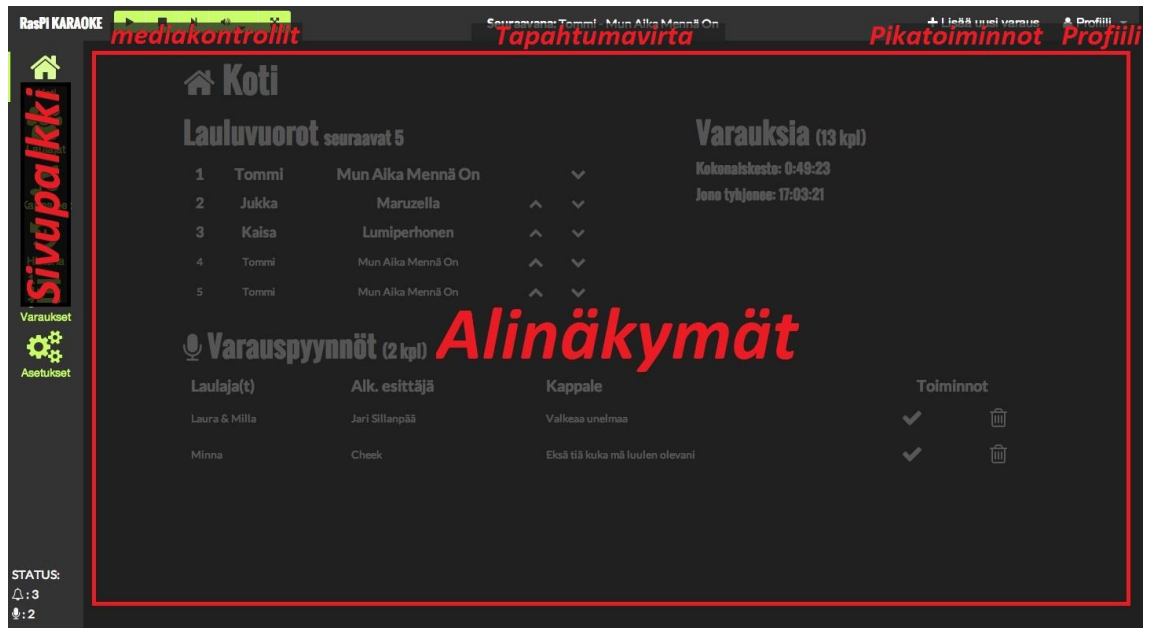 RasPi KARAOKE
Seuraavana: Tommi - Mun Aika Mennä On
+ Lisää uusi varaus
Profiili
mediakontrollit
Tapahtumavirta
Pikatoiminnot
Profiili
Sivupalkki
Varaukset
Asetukset
STATUS:
:3
:2
Koti
Lauluvuorot seuraavat 5
1 Tommi Mun Aika Mennä On
2 Jukka Maruzella
3 Kaisa Lumiperhonen
4 Tommi Mun Aika Mennä On
5 Tommi Mun Aika Mennä On
Varauksia (13 kpl)
Kokonaiskesto: 0:49:23
Jono tyhjenee: 17:03:21
Alinäkymät
Varauspyynnöt (2 kpl)
Laulaja(t) Alk. esittäjä Kappale Toiminnot
Laura & Milla Jari Sillanpää Valkeaa unelmaa
Minna Cheek Eksä tiä kuka mä luulen olevani